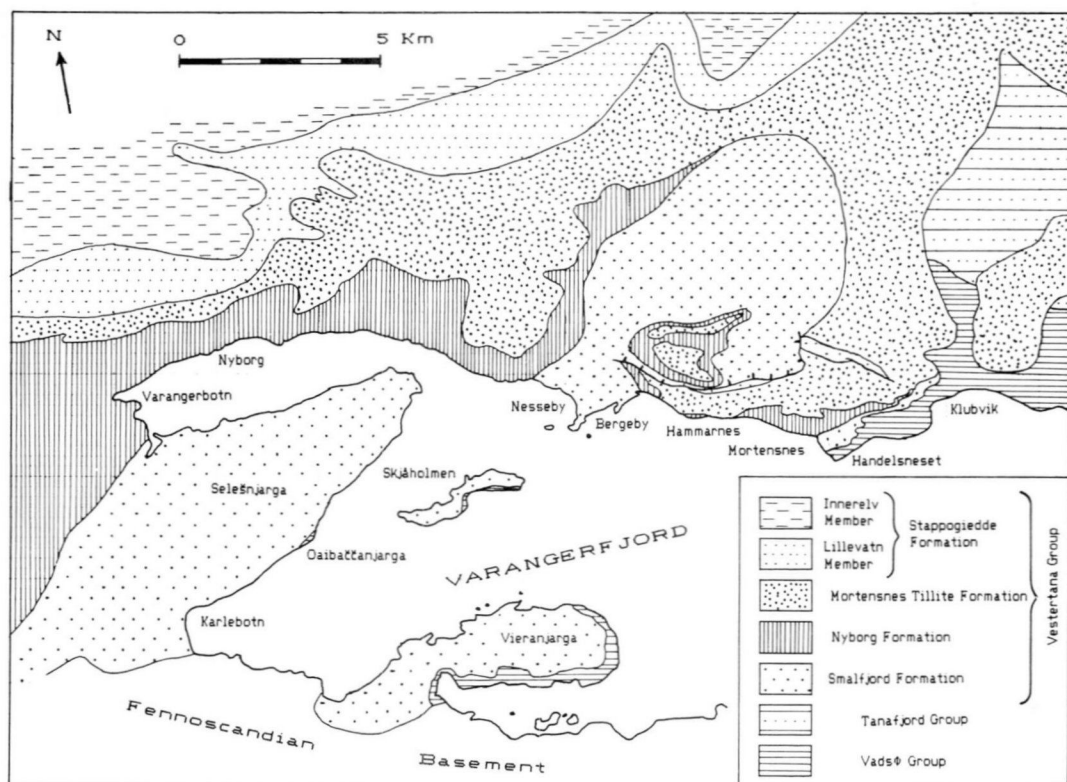 N
0 5 Km
Nyborg
Varangerbotn
Nesseby
Bergeby
Hammarnes
Mortensnes
Klubvik
Handelsneset
Selešnjarga
Skjåholmen
Oaibaččanjarga
VARANGERFJORD
Karlebotn
Vieranjarga
Fennoscandian
Basement
Innerelv
Member
Lillevatn
Member
Stappogiedde
Formation
Mortensnes Tillite Formation
Nyborg Formation
Smalfjord Formation
Vestertana Group
Tanafjord Group
Vadsϕ Group